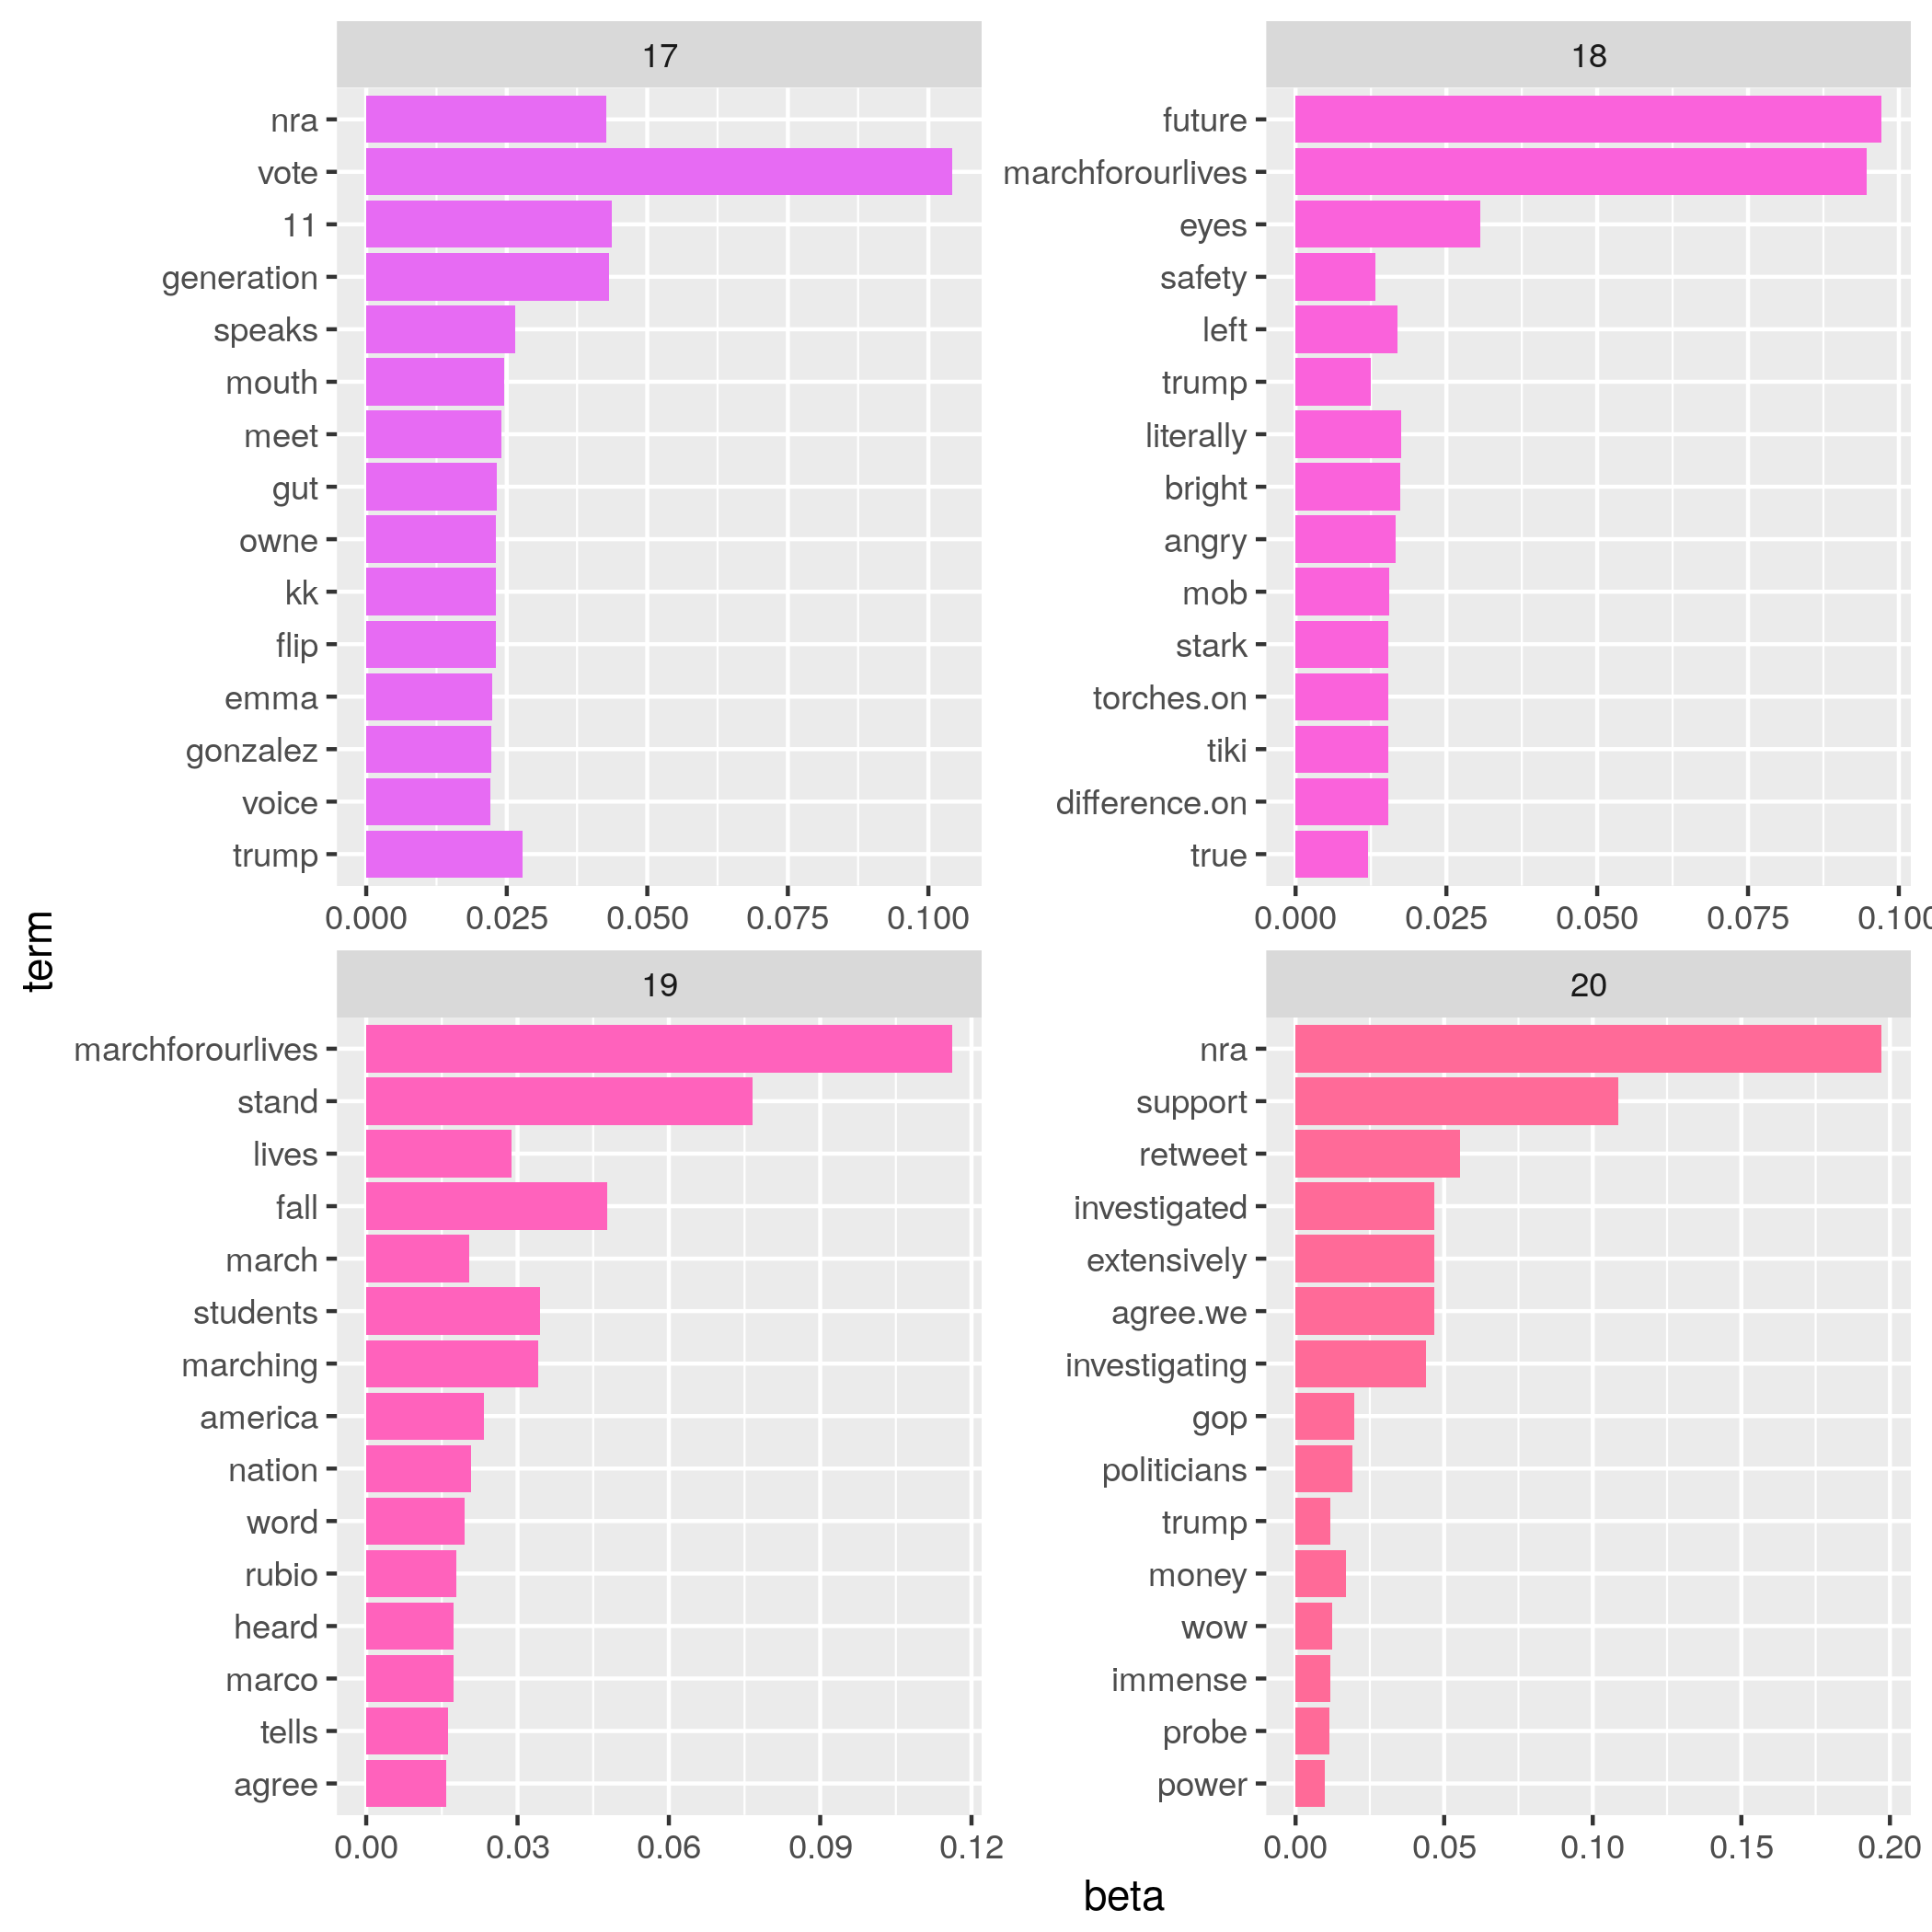 17
nra
vote
11
generation
speaks
mouth
meet
gut
owne
kk
flip
emma
gonzalez
voice
trump
0.000 0.025 0.050 0.075 0.100
18
future
marchforourlives
eyes
safety
left
trump
literally
bright
angry
mob
stark
torches.on
tiki
difference.on
true
0.000 0.025 0.050 0.075 0.100
term
19
marchforourlives
stand
lives
fall
march
students
marching
america
nation
word
rubio
heard
marco
tells
agree
0.00 0.03 0.06 0.09 0.12
20
nra
support
retweet
investigated
extensively
agree.we
investigating
gop
politicians
trump
money
wow
immense
probe
power
0.00 0.05 0.10 0.15 0.20
beta